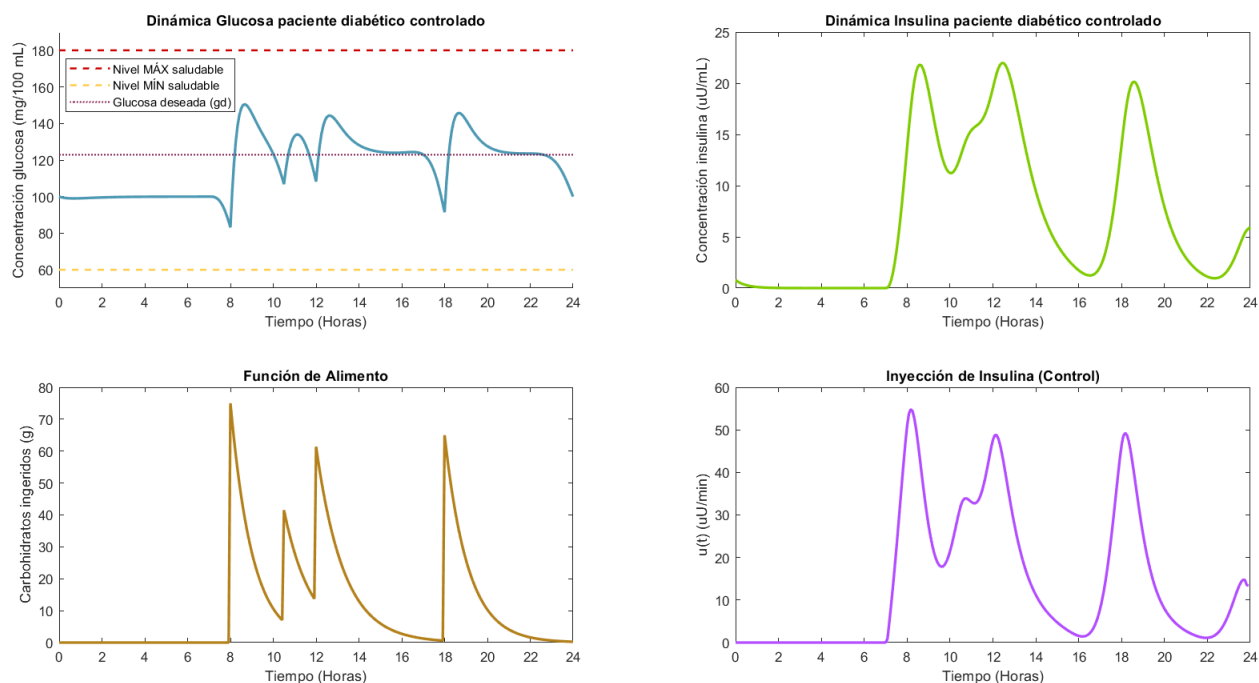 Dinámica Glucosa paciente diabético controlado
Concentración glucosa (mg/100 mL)
180
160
140
120
100
80
60
Nivel MÁX saludable
Nivel MÍN saludable
Glucosa deseada (gd)
0 2 4 6 8 10 12 14 16 18 20 22 24
Tiempo (Horas)
Dinámica Insulina paciente diabético controlado
Concentración insulina (uU/mL)
25
20
15
10
5
0
0 2 4 6 8 10 12 14 16 18 20 22 24
Tiempo (Horas)
Función de Alimento
Carbohidratos ingeridos (g)
80
70
60
50
40
30
20
10
0
0 2 4 6 8 10 12 14 16 18 20 22 24
Tiempo (Horas)
Inyección de Insulina (Control)
u(t) (uU/min)
60
50
40
30
20
10
0
0 2 4 6 8 10 12 14 16 18 20 22 24
Tiempo (Horas)